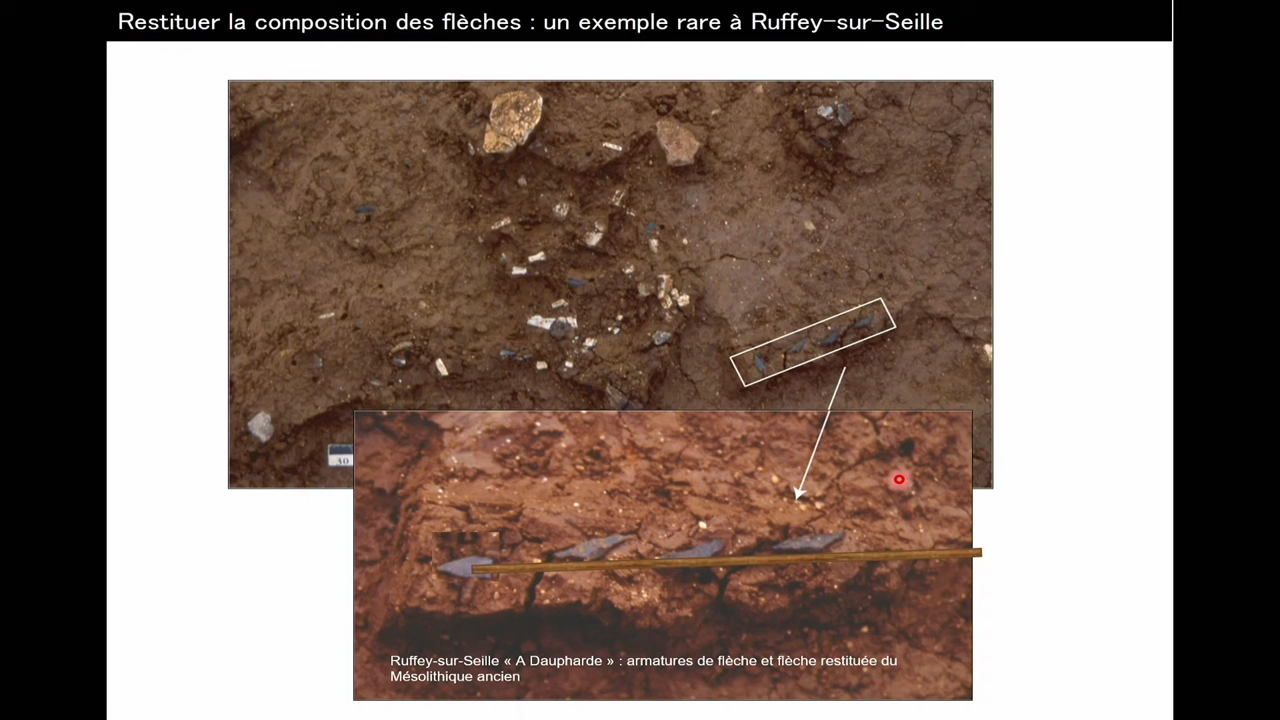 Restituer la composition des flèches : un exemple rare à Ruffey-sur-Seille
30
Ruffey-sur-Seille « A Daupharde » : armatures de flèche et flèche restituée du
Mésolithique ancien